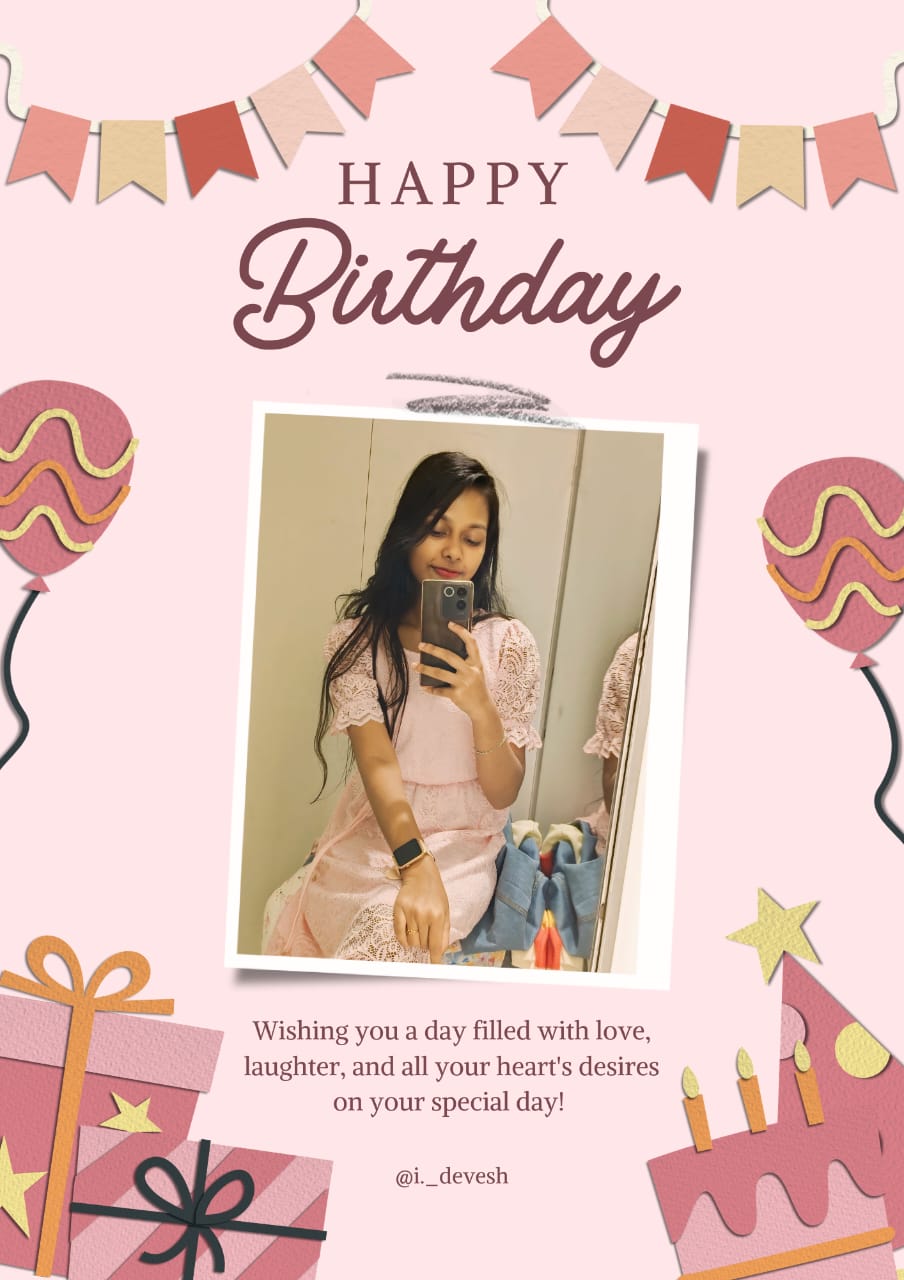 HAPPY
Birthday
Wishing you a day filled with love,
laughter, and all your heart's desires
on your special day!
@i._devesh